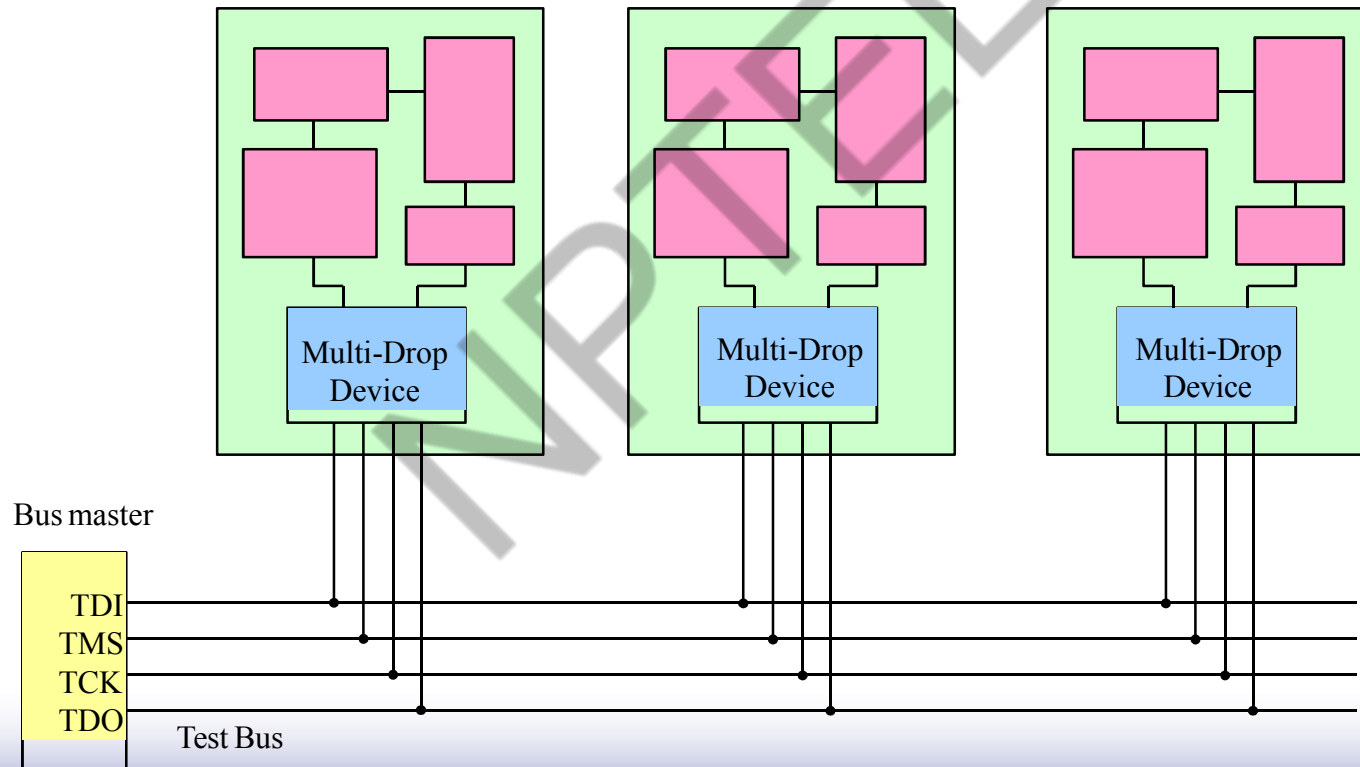 NPTEL
Multi-Drop
Device
Multi-Drop
Device
Multi-Drop
Device
Bus master
TDI
TMS
TCK
TDO
Test Bus